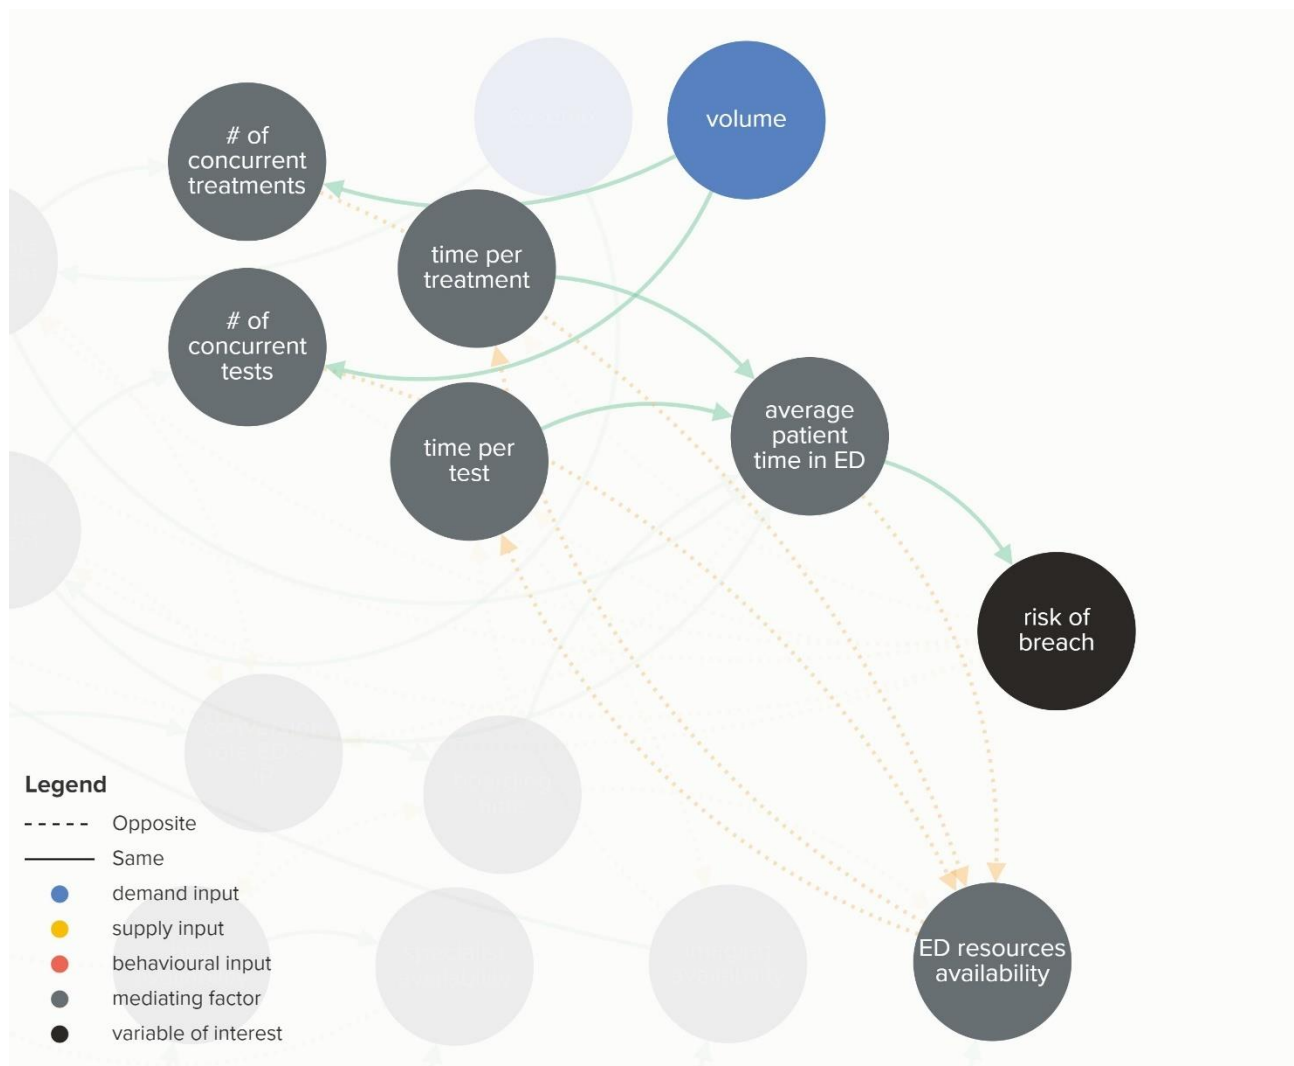 volume
# of
concurrent
treatments
time per
treatment
# of
concurrent
tests
time per
test
average
patient
time in ED
risk of
breach
ED resources
availability
Legend
Opposite
Same
demand input
supply input
behavioural input
mediating factor
variable of interest